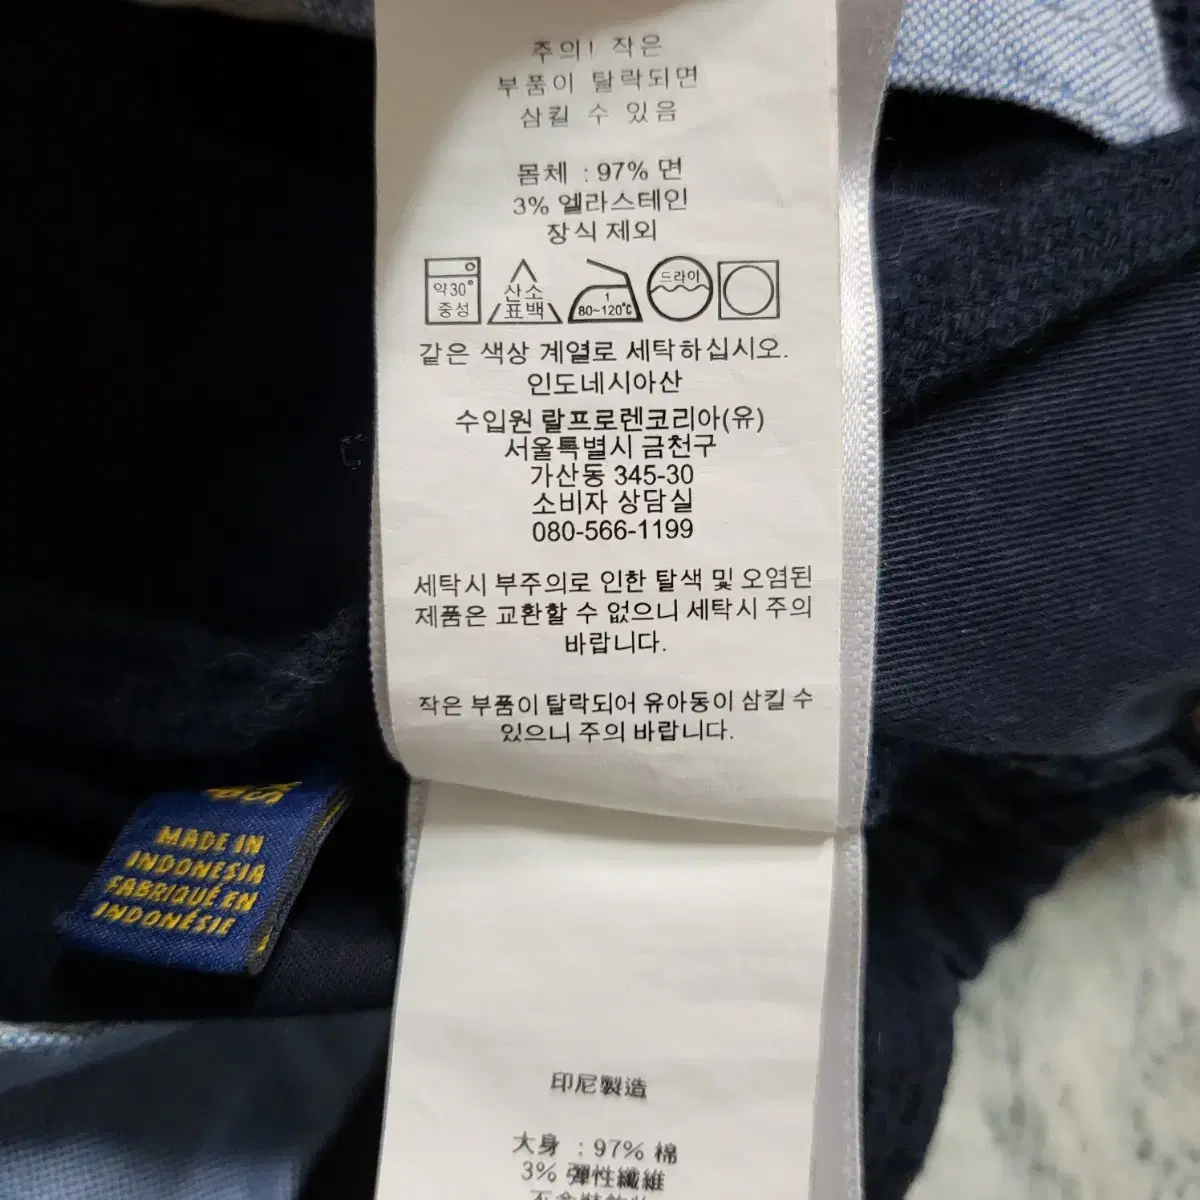 주의! 작은
부품이 탈락되면
삼킬 수 있음
몸체 : 97% 면
3% 엘라스테인
장식 제외
약30°
중성
산소
표백
1
80~120°C
드라이
같은 색상 계열로 세탁하십시오.
인도네시아산
수입원 랄프로렌코리아(유)
서울특별시 금천구
가산동 345-30
소비자 상담실
080-566-1199
세탁시 부주의로 인한 탈색 및 오염된
제품은 교환할 수 없으니 세탁시 주의
바랍니다.
작은 부품이 탈락되어 유아동이 삼킬 수
있으니 주의 바랍니다.
MADE IN
INDONESIA
FABRIQUÉ EN
INDONÉSIE
印尼製造
大身 : 97% 棉
3% 彈性纖維